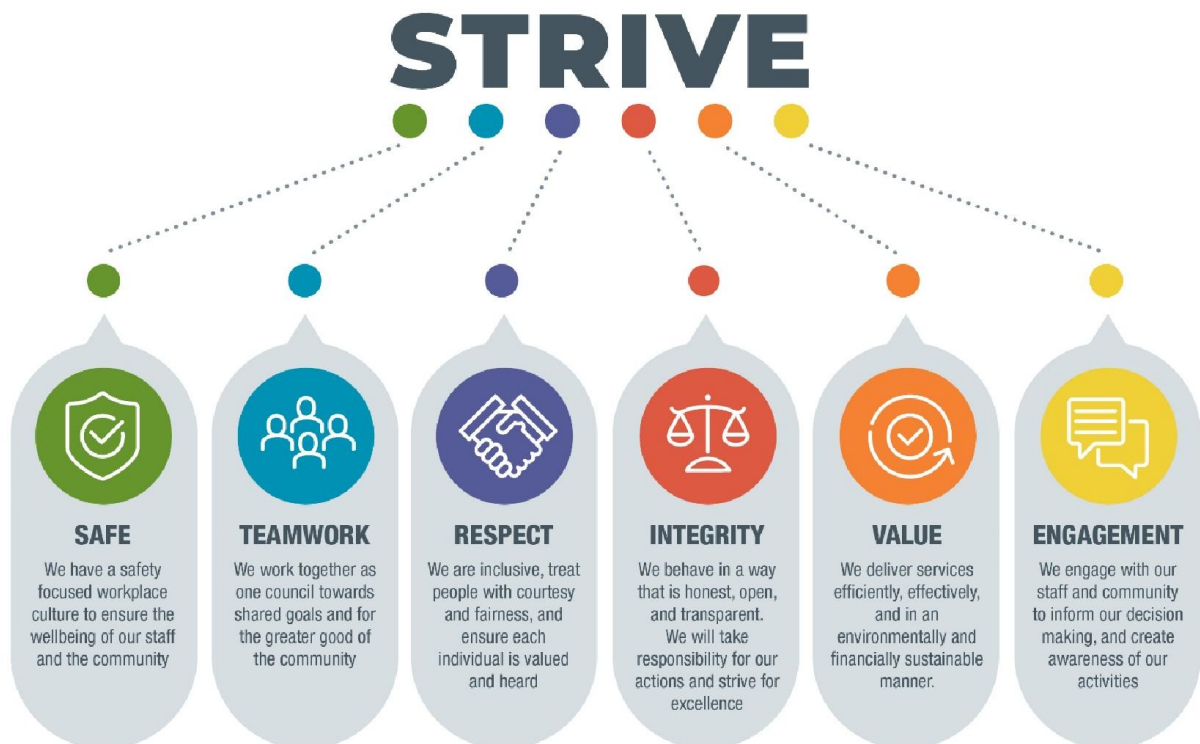 STRIVE
SAFE
We have a safety
focused workplace
culture to ensure the
wellbeing of our staff
and the community
TEAMWORK
We work together as
one council towards
shared goals and for
the greater good of
the community
RESPECT
We are inclusive, treat
people with courtesy
and fairness, and
ensure each
individual is valued
and heard
INTEGRITY
We behave in a way
that is honest, open,
and transparent.
We will take
responsibility for our
actions and strive for
excellence
VALUE
We deliver services
efficiently, effectively,
and in an
environmentally and
financially sustainable
manner.
ENGAGEMENT
We engage with our
staff and community
to inform our decision
making, and create
awareness of our
activities